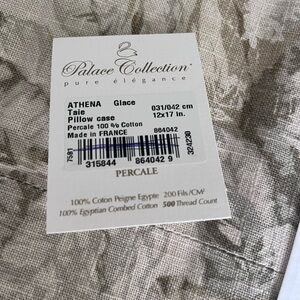 Palace Collection
pure élégance
ATHENA Glace
Taie 031/042 cm
Pillow case 12x17 in.
Percale 100 % Cotton
Made in FRANCE 864042
7581
324230
315844 864042 9
PERCALE
100% Coton Peigne Egypte 200 Fils/CM²
100% Egyptian Combed Cotton 500 Thread Count